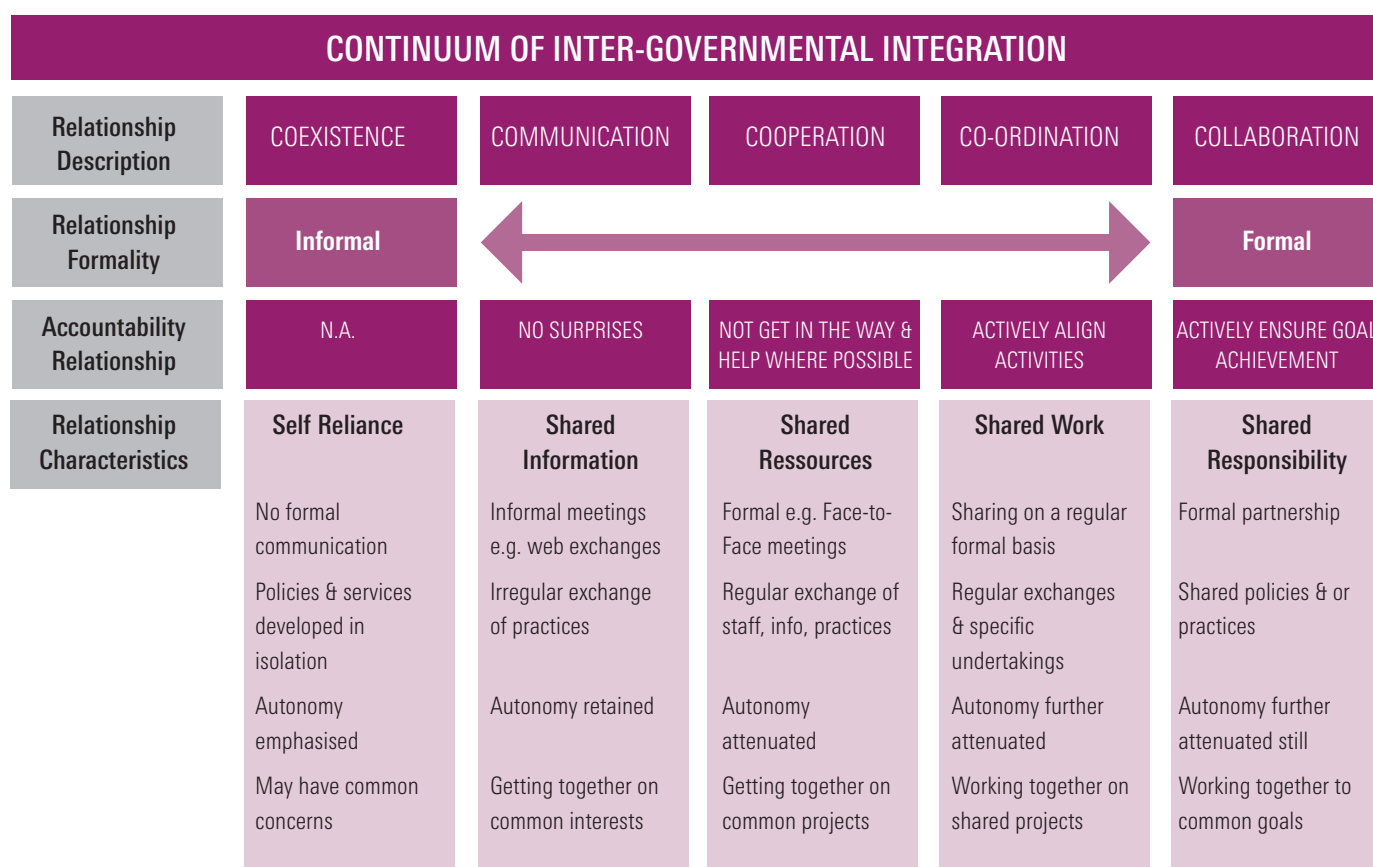 CONTINUUM OF INTER-GOVERNMENTAL INTEGRATION
Relationship
Description
COEXISTENCE
COMMUNICATION
COOPERATION
CO-ORDINATION
COLLABORATION
Relationship
Formality
Informal
Formal
Accountability
Relationship
N.A.
NO SURPRISES
NOT GET IN THE WAY &
HELP WHERE POSSIBLE
ACTIVELY ALIGN
ACTIVITIES
ACTIVELY ENSURE GOAL
ACHIEVEMENT
Relationship
Characteristics
Self Reliance
No formal
communication
Policies & services
developed in
isolation
Autonomy
emphasised
May have common
concerns
Shared
Information
Informal meetings
e.g. web exchanges
Irregular exchange
of practices
Autonomy retained
Getting together on
common interests
Shared
Ressources
Formal e.g. Face-to-
Face meetings
Regular exchange of
staff, info, practices
Autonomy
attenuated
Getting together on
common projects
Shared Work
Sharing on a regular
formal basis
Regular exchanges
& specific
undertakings
Autonomy further
attenuated
Working together on
shared projects
Shared
Responsibility
Formal partnership
Shared policies & or
practices
Autonomy further
attenuated still
Working together to
common goals